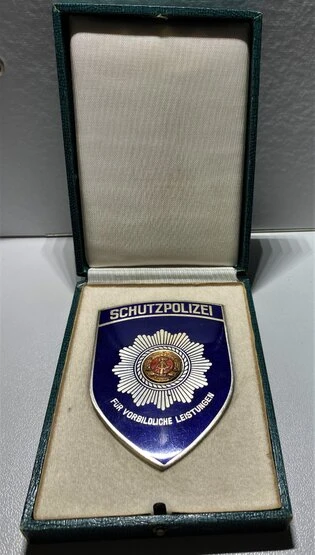 SCHUTZPOLIZEI
FÜR VORBILDLICHE LEISTUNGEN